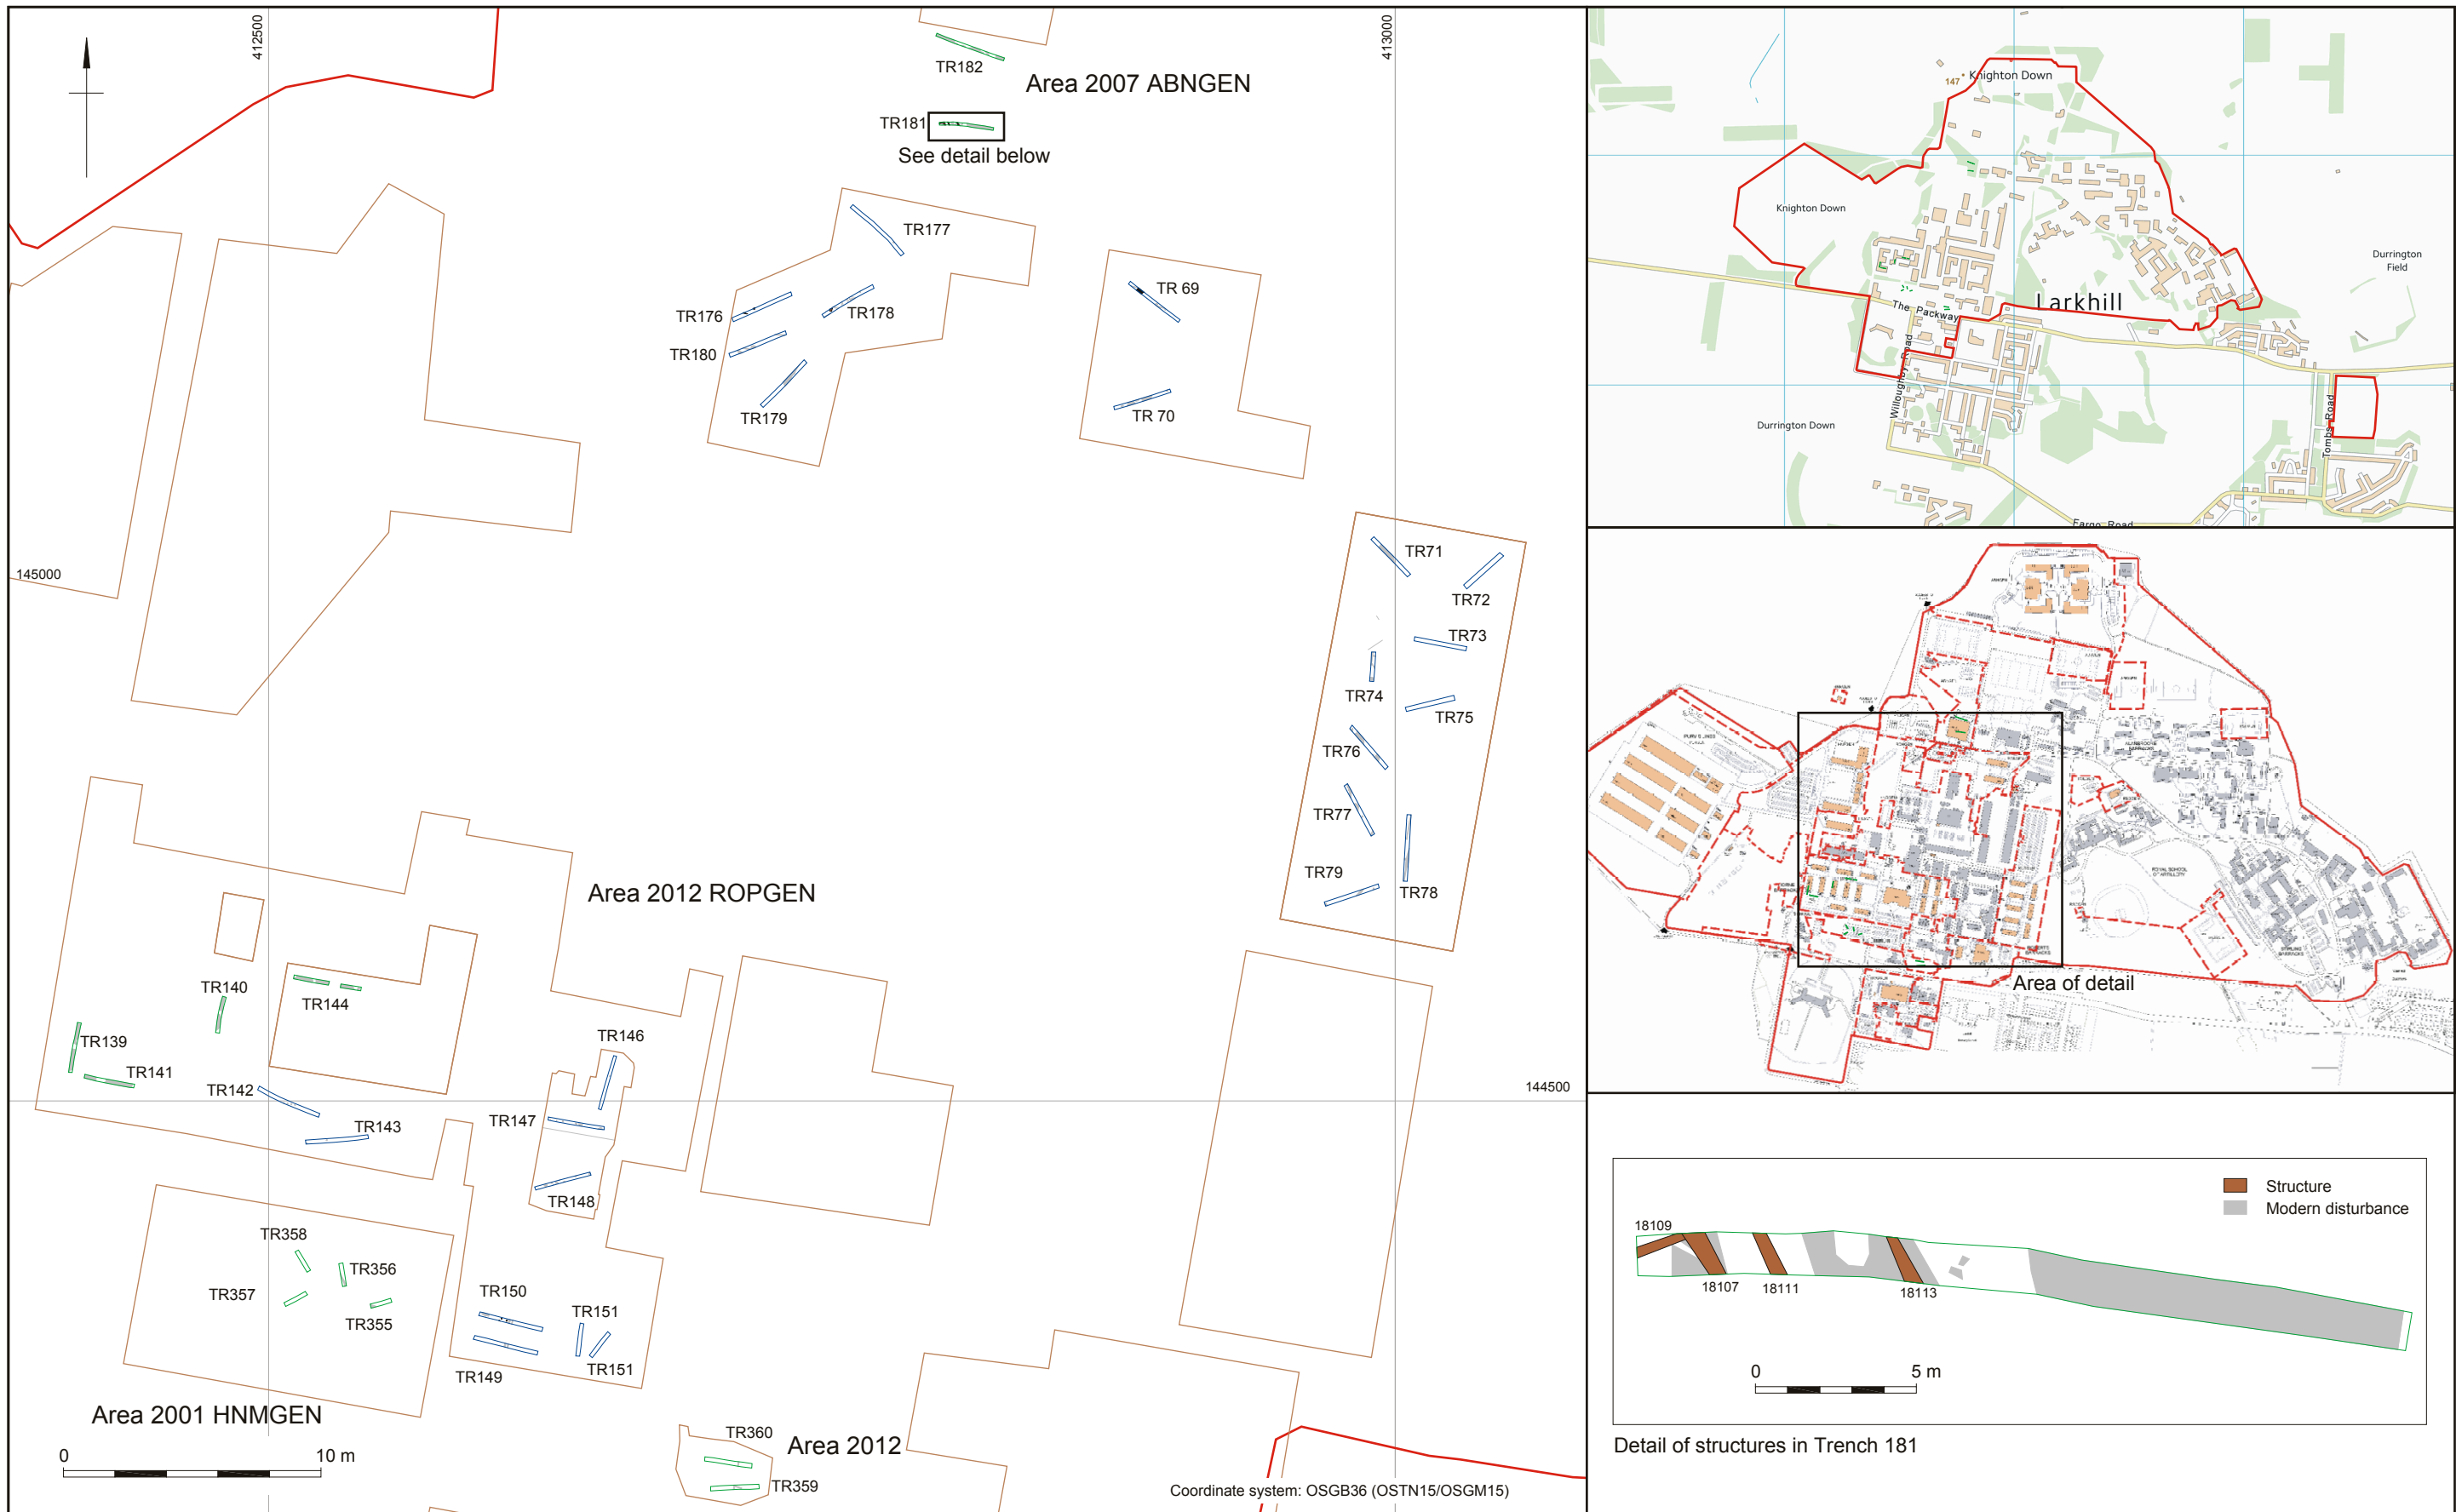 412500
413000
TR182
Area 2007 ABNGEN
TR181
See detail below
TR177
TR176
TR178
TR180
TR179
TR 69
TR 70
145000
TR71
TR72
TR73
TR74
TR75
TR76
TR77
TR79
TR78
Area 2012 ROPGEN
TR140
TR144
TR139
TR141
TR142
TR143
TR146
TR147
TR148
144500
TR358
TR356
TR357
TR355
TR150
TR151
TR151
TR149
Area 2001 HNMGEN
0 10 m
TR360
Area 2012
TR359
Coordinate system: OSGB36 (OSTN15/OSGM15)
147
Knighton Down
Knighton Down
Durrington
Field
Larkhill
The Packway
Willoughby Road
Durrington Down
Tombs Road
Fargo Road
ROYAL SCHOOL
OF ARTILLERY
Area of detail
Structure
Modern disturbance
18109
18107
18111
18113
0 5 m
Detail of structures in Trench 181